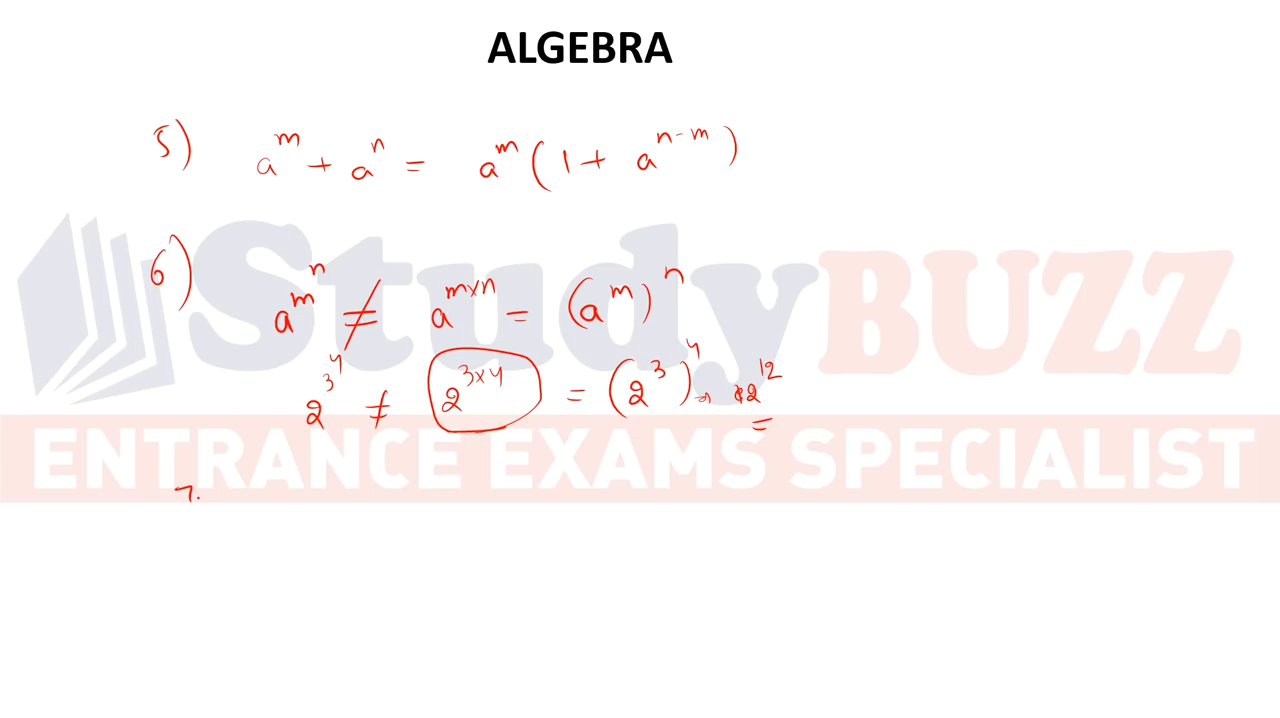 ALGEBRA
5) a^m + a^n = a^m (1 + a^{n-m})
6) a^{m^n} ≠ a^{m×n} = (a^m)^n
2^{3^4} ≠ 2^{3×4} = (2^3)^4 → 2^{12}
StudyBUZZ
ENTRANCE EXAMS SPECIALIST
7.